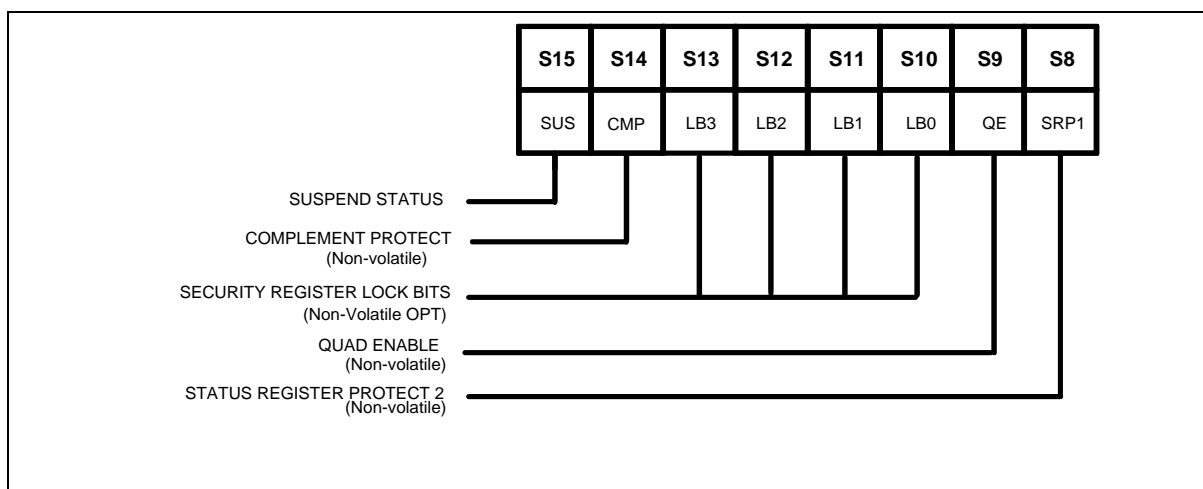 S15 S14 S13 S12 S11 S10 S9 S8
SUS CMP LB3 LB2 LB1 LB0 QE SRP1
SUSPEND STATUS
COMPLEMENT PROTECT
(Non-volatile)
SECURITY REGISTER LOCK BITS
(Non-Volatile OPT)
QUAD ENABLE
(Non-volatile)
STATUS REGISTER PROTECT 2
(Non-volatile)